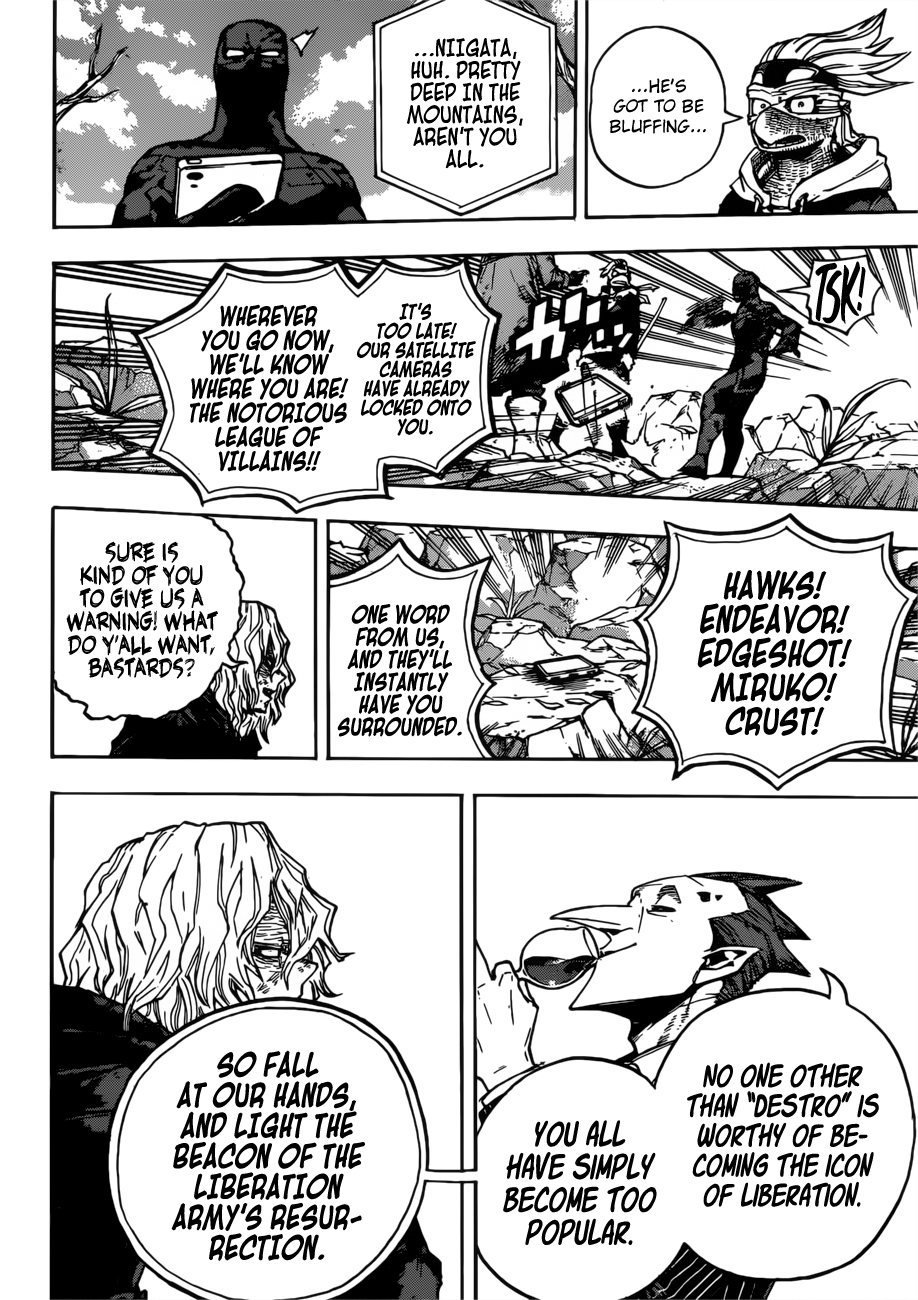 ...HE'S
GOT TO BE
BLUFFING...
...NIIGATA,
HUH. PRETTY
DEEP IN THE
MOUNTAINS,
AREN'T YOU
ALL.
TSK!
ガッ
IT'S
TOO LATE!
OUR SATELLITE
CAMERAS
HAVE ALREADY
LOCKED ONTO
YOU.
WHEREVER
YOU GO NOW,
WE'LL KNOW
WHERE YOU ARE!
THE NOTORIOUS
LEAGUE OF
VILLAINS!!
HAWKS!
ENDEAVOR!
EDGESHOT!
MIRUKO!
CRUST!
ONE WORD
FROM US,
AND THEY'LL
INSTANTLY
HAVE YOU
SURROUNDED.
SURE IS
KIND OF YOU
TO GIVE US A
WARNING! WHAT
DO Y'ALL WANT,
BASTARDS?
NO ONE OTHER
THAN "DESTRO" IS
WORTHY OF BE-
COMING THE ICON
OF LIBERATION.
YOU ALL
HAVE SIMPLY
BECOME TOO
POPULAR.
SO FALL
AT OUR HANDS,
AND LIGHT THE
BEACON OF THE
LIBERATION
ARMY'S RESUR-
RECTION.